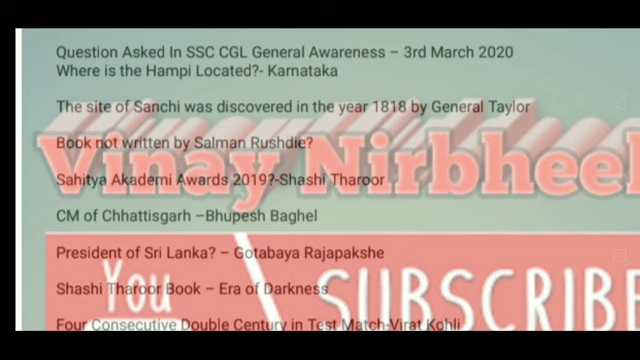 Question Asked In SSC CGL General Awareness – 3rd March 2020
Where is the Hampi Located?- Karnataka
The site of Sanchi was discovered in the year 1818 by General Taylor
Book not written by Salman Rushdie?
Vinay Nirbheel
Sahitya Akademi Awards 2019?-Shashi Tharoor
CM of Chhattisgarh –Bhupesh Baghel
President of Sri Lanka? – Gotabaya Rajapakshe
You
SUBSCRIBE
Shashi Tharoor Book – Era of Darkness
Four Consecutive Double Century in Test Match-Virat Kohli